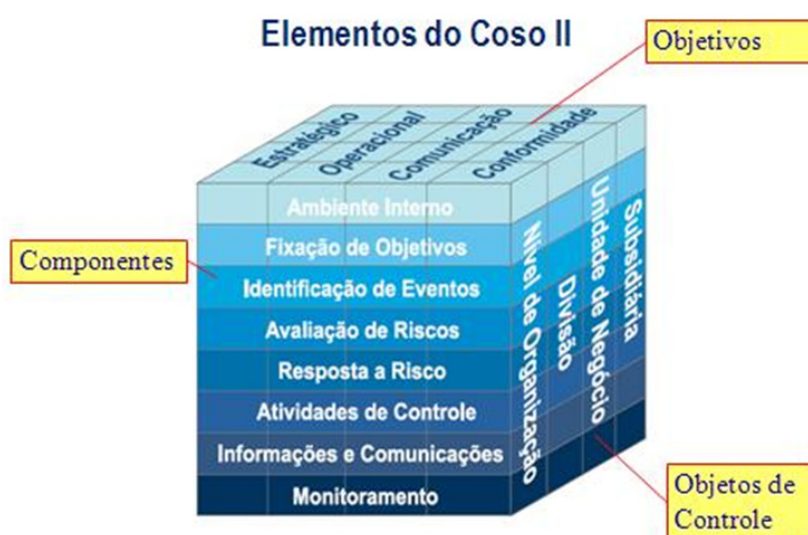 Elementos do Coso II
Objetivos
Estratégico
Operacional
Comunicação
Conformidade
Componentes
Ambiente Interno
Fixação de Objetivos
Identificação de Eventos
Avaliação de Riscos
Resposta a Risco
Atividades de Controle
Informações e Comunicações
Monitoramento
Nível de Organização
Divisão
Unidade de Negócio
Subsidiária
Objetos de
Controle